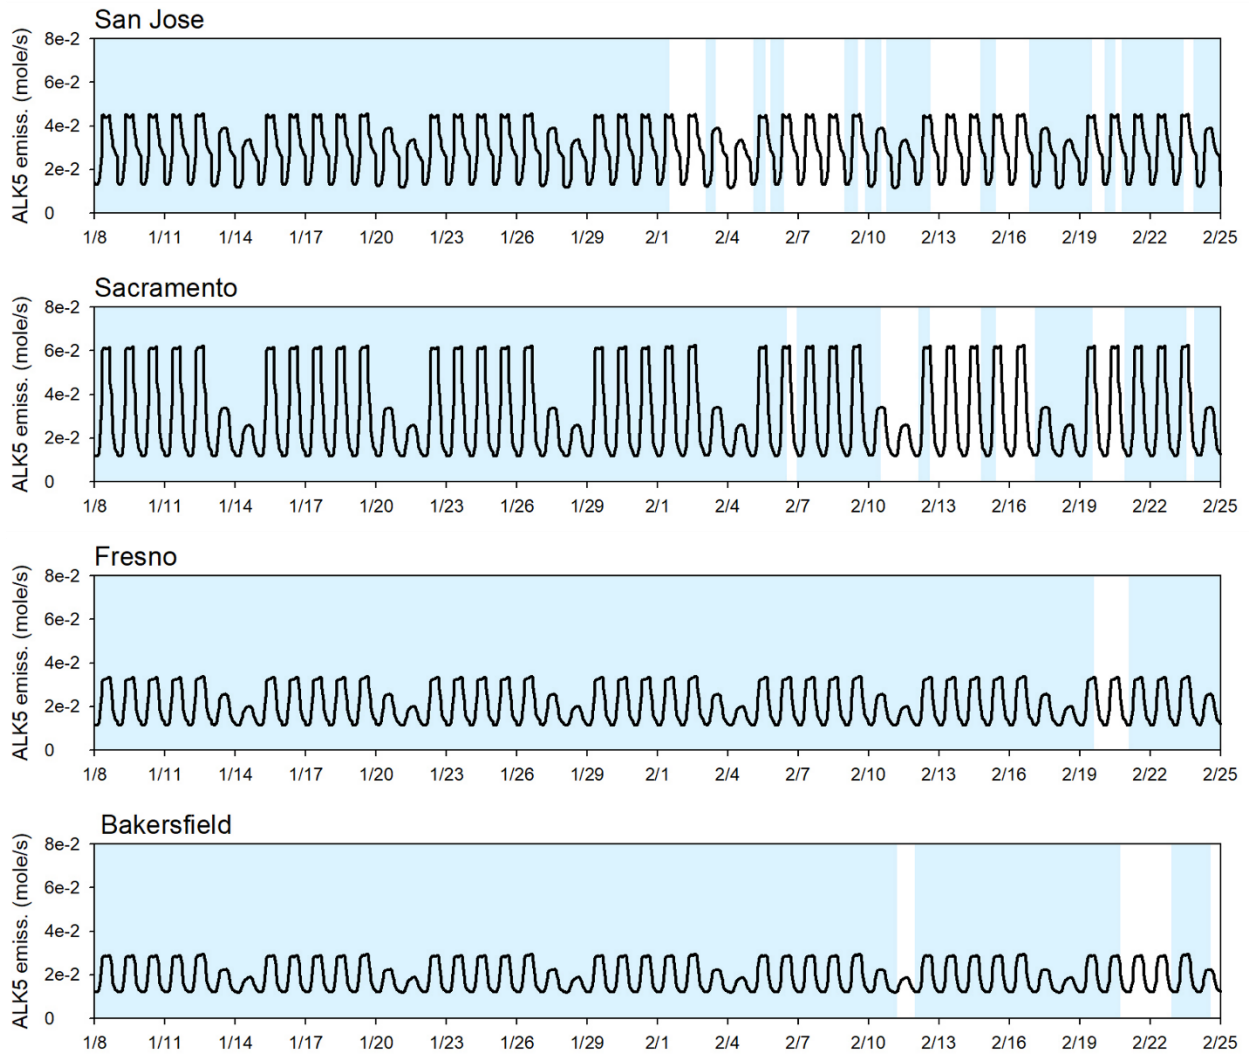 San Jose
ALK5 emiss. (mole/s)
8e-2
6e-2
4e-2
2e-2
0
1/8 1/11 1/14 1/17 1/20 1/23 1/26 1/29 2/1 2/4 2/7 2/10 2/13 2/16 2/19 2/22 2/25
Sacramento
ALK5 emiss. (mole/s)
8e-2
6e-2
4e-2
2e-2
0
1/8 1/11 1/14 1/17 1/20 1/23 1/26 1/29 2/1 2/4 2/7 2/10 2/13 2/16 2/19 2/22 2/25
Fresno
ALK5 emiss. (mole/s)
8e-2
6e-2
4e-2
2e-2
0
1/8 1/11 1/14 1/17 1/20 1/23 1/26 1/29 2/1 2/4 2/7 2/10 2/13 2/16 2/19 2/22 2/25
Bakersfield
ALK5 emiss. (mole/s)
8e-2
6e-2
4e-2
2e-2
0
1/8 1/11 1/14 1/17 1/20 1/23 1/26 1/29 2/1 2/4 2/7 2/10 2/13 2/16 2/19 2/22 2/25